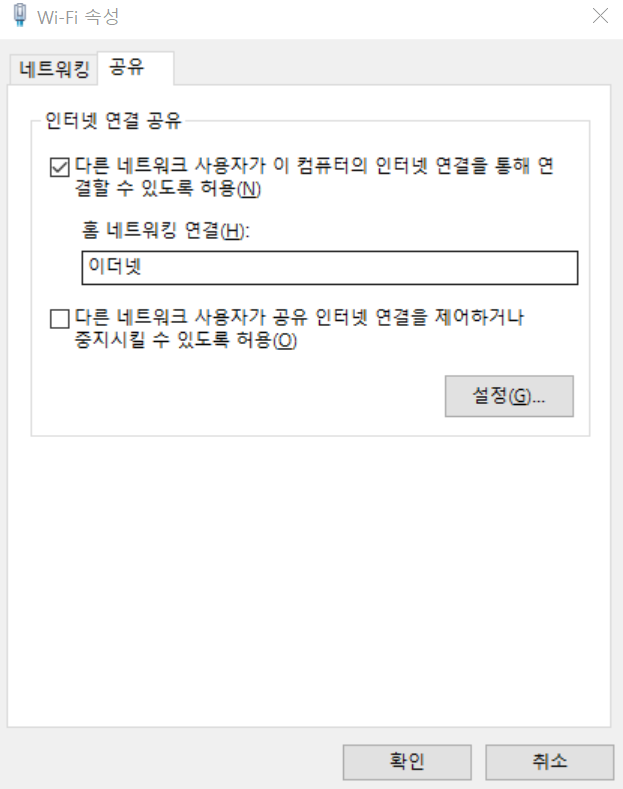 Wi-Fi 속성
네트워킹
공유
인터넷 연결 공유
다른 네트워크 사용자가 이 컴퓨터의 인터넷 연결을 통해 연
결할 수 있도록 허용(N)
홈 네트워킹 연결(H):
이더넷
다른 네트워크 사용자가 공유 인터넷 연결을 제어하거나
중지시킬 수 있도록 허용(O)
설정(G)...
확인
취소